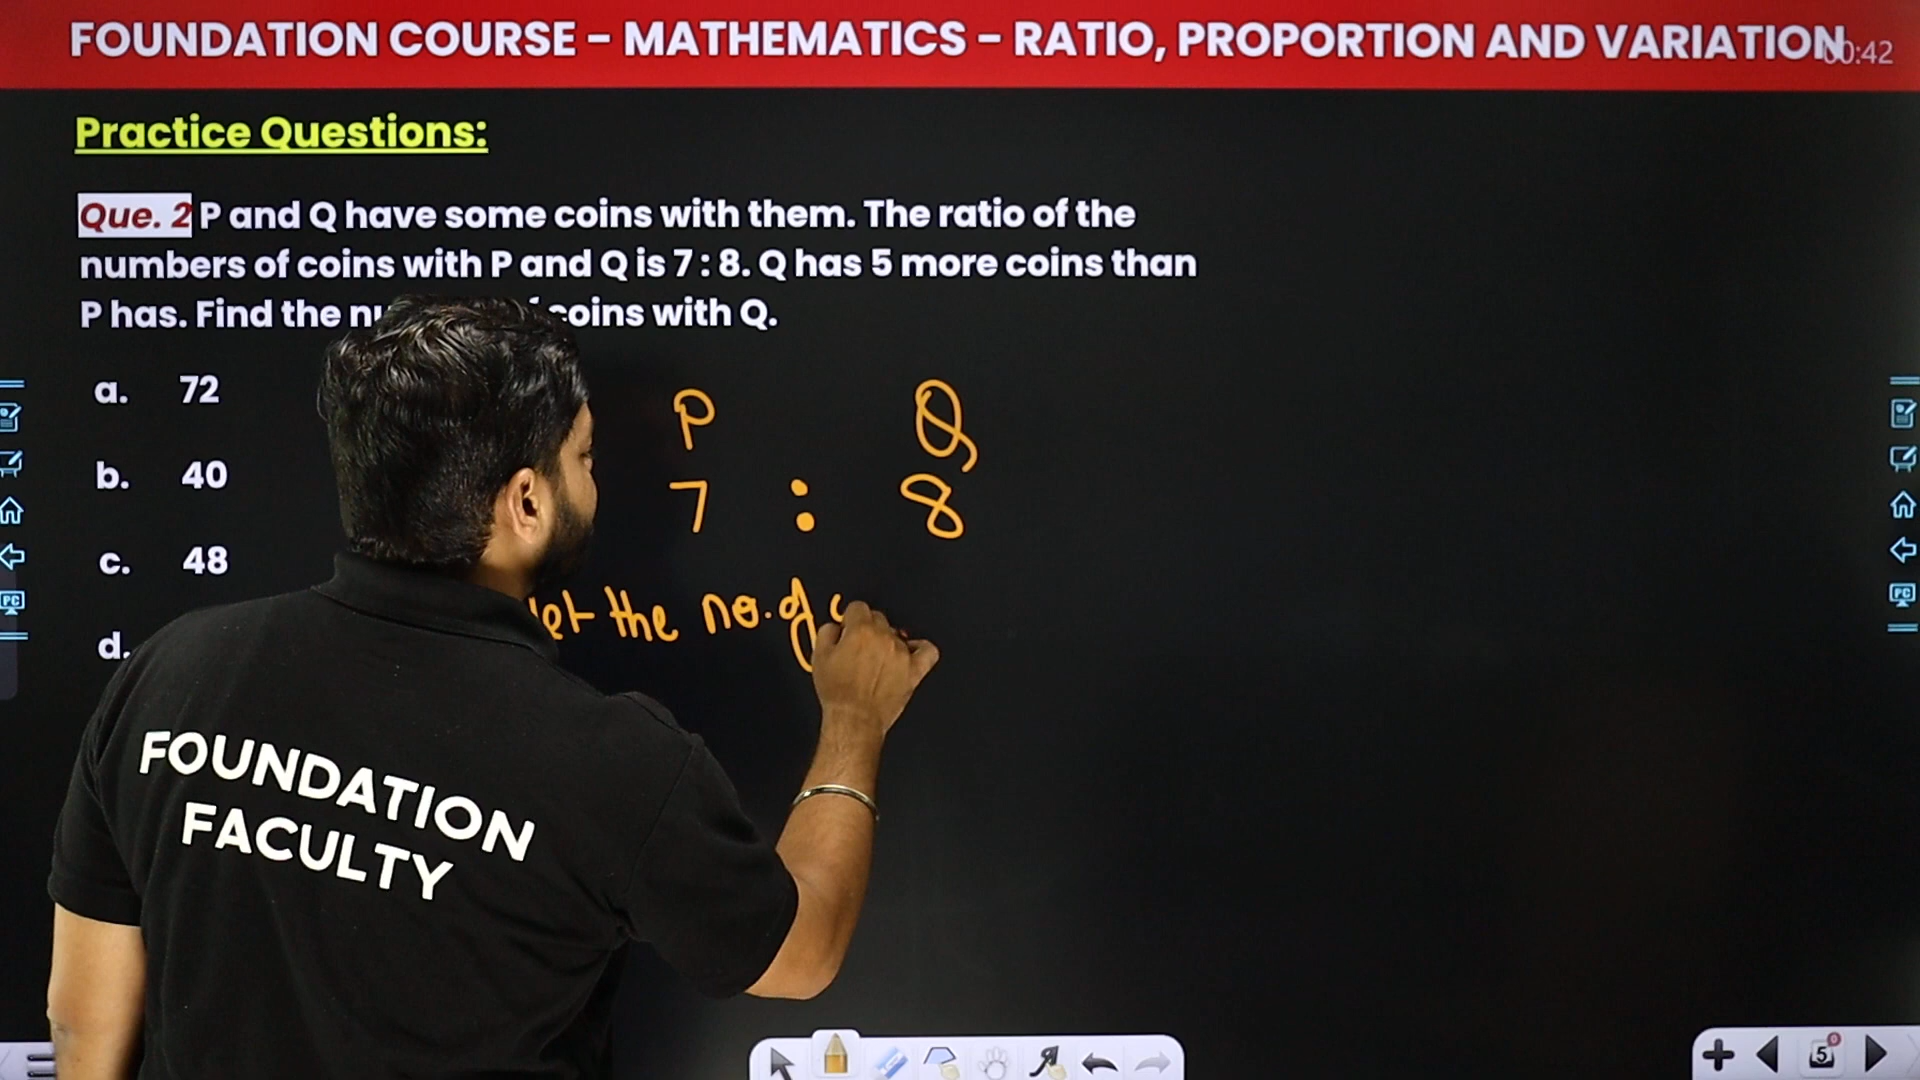 FOUNDATION COURSE – MATHEMATICS – RATIO, PROPORTION AND VARIATION
:42
Practice Questions:
Que. 2 P and Q have some coins with them. The ratio of the
numbers of coins with P and Q is 7 : 8. Q has 5 more coins than
P has. Find the coins with Q.
a. 72
b. 40
c. 48
d.
P Q
7 : 8
let the no. of
FOUNDATION
FACULTY
PC
PC
5